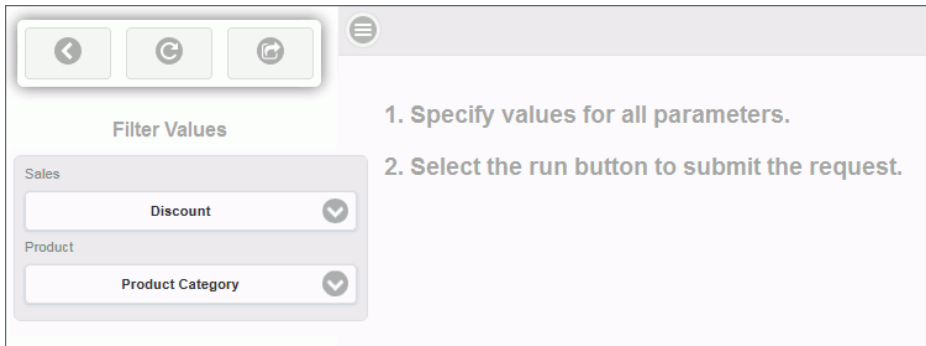 Filter Values
Sales
Discount
Product
Product Category
1. Specify values for all parameters.
2. Select the run button to submit the request.